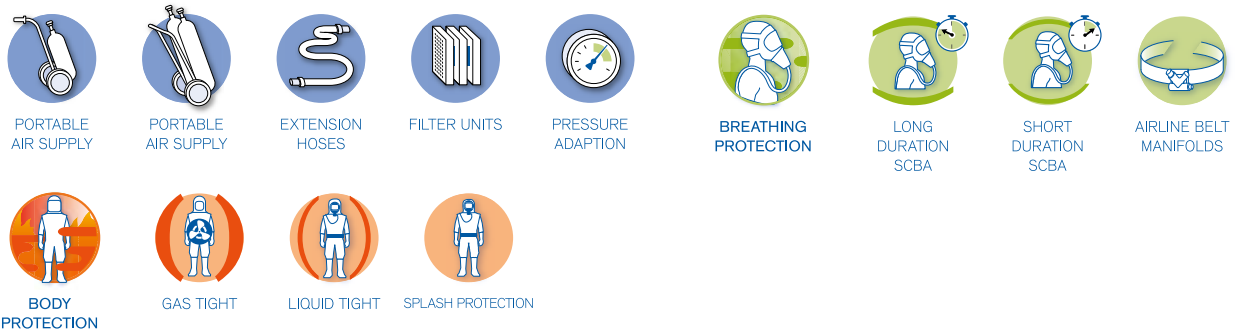 PORTABLE
AIR SUPPLY
PORTABLE
AIR SUPPLY
EXTENSION
HOSES
FILTER UNITS
PRESSURE
ADAPTION
BREATHING
PROTECTION
LONG
DURATION
SCBA
SHORT
DURATION
SCBA
AIRLINE BELT
MANIFOLDS
BODY
PROTECTION
GAS TIGHT
LIQUID TIGHT
SPLASH PROTECTION